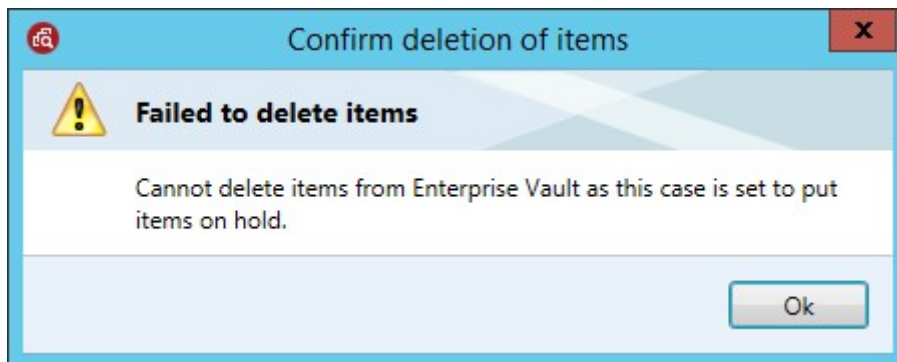 Confirm deletion of items
x
Failed to delete items
Cannot delete items from Enterprise Vault as this case is set to put
items on hold.
Ok